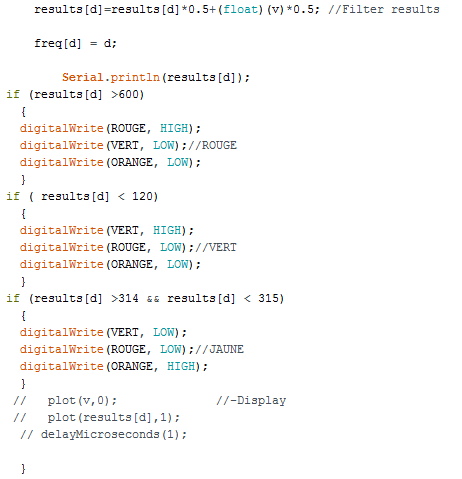 results[d]=results[d]*0.5+(float)(v)*0.5; //Filter results
freq[d] = d;
Serial.println(results[d]);
if (results[d] >600)
{
digitalWrite(ROUGE, HIGH);
digitalWrite(VERT, LOW);//ROUGE
digitalWrite(ORANGE, LOW);
}
if ( results[d] < 120)
{
digitalWrite(VERT, HIGH);
digitalWrite(ROUGE, LOW);//VERT
digitalWrite(ORANGE, LOW);
}
if (results[d] >314 && results[d] < 315)
{
digitalWrite(VERT, LOW);
digitalWrite(ROUGE, LOW);//JAUNE
digitalWrite(ORANGE, HIGH);
}
// plot(v,0); //-Display
// plot(results[d],1);
// delayMicroseconds(1);
}